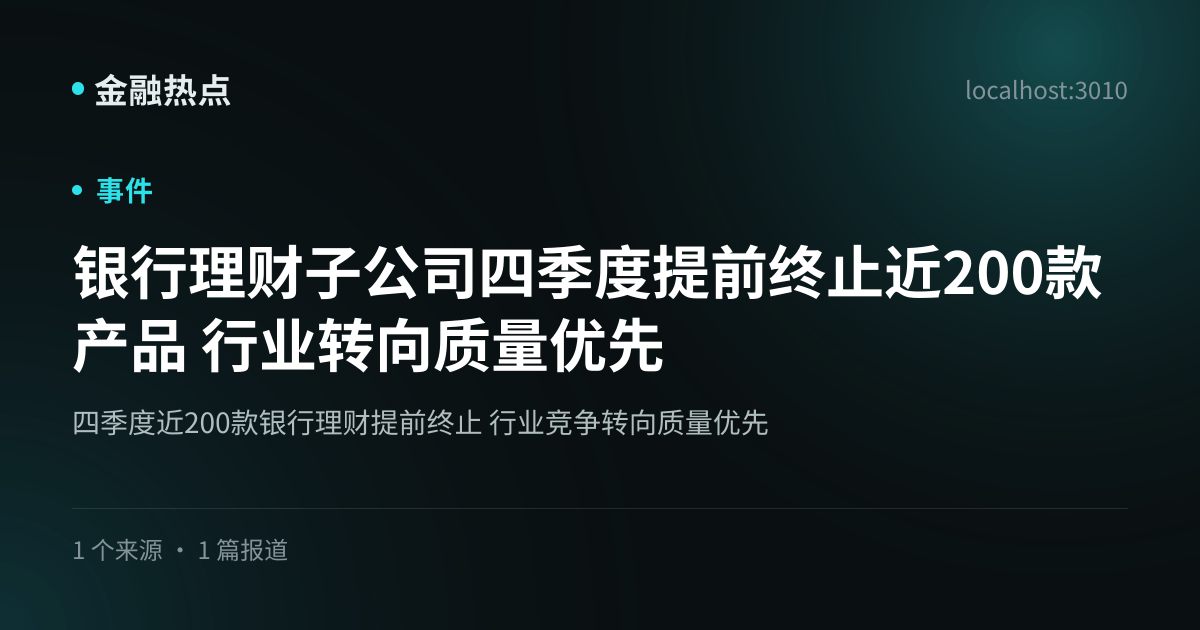 金融热点
localhost:3010
事件
银行理财子公司四季度提前终止近200款
产品 行业转向质量优先
四季度近200款银行理财提前终止 行业竞争转向质量优先
1 个来源 · 1 篇报道